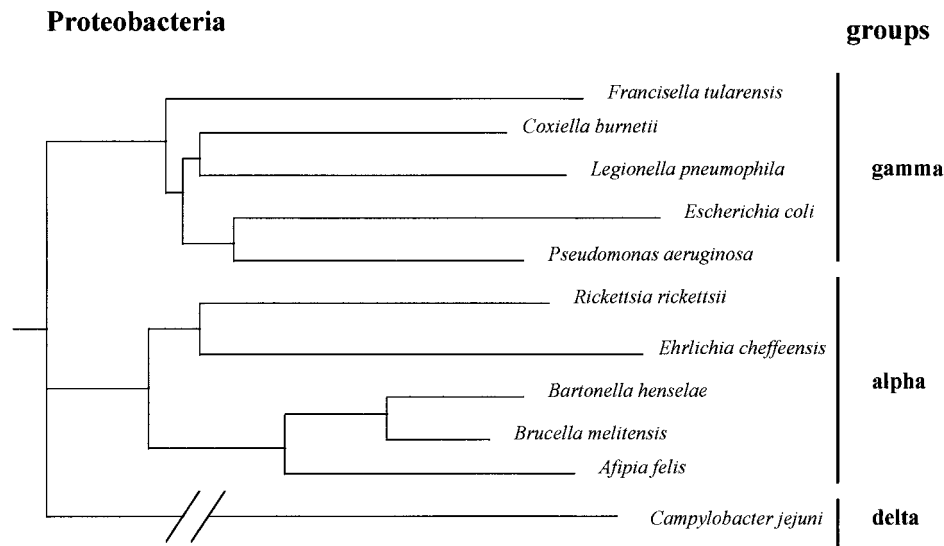 Proteobacteria
groups
Francisella tularensis
Coxiella burnetii
Legionella pneumophila
gamma
Escherichia coli
Pseudomonas aeruginosa
Rickettsia rickettsii
Ehrlichia cheffeensis
alpha
Bartonella henselae
Brucella melitensis
Afipia felis
Campylobacter jejuni
delta